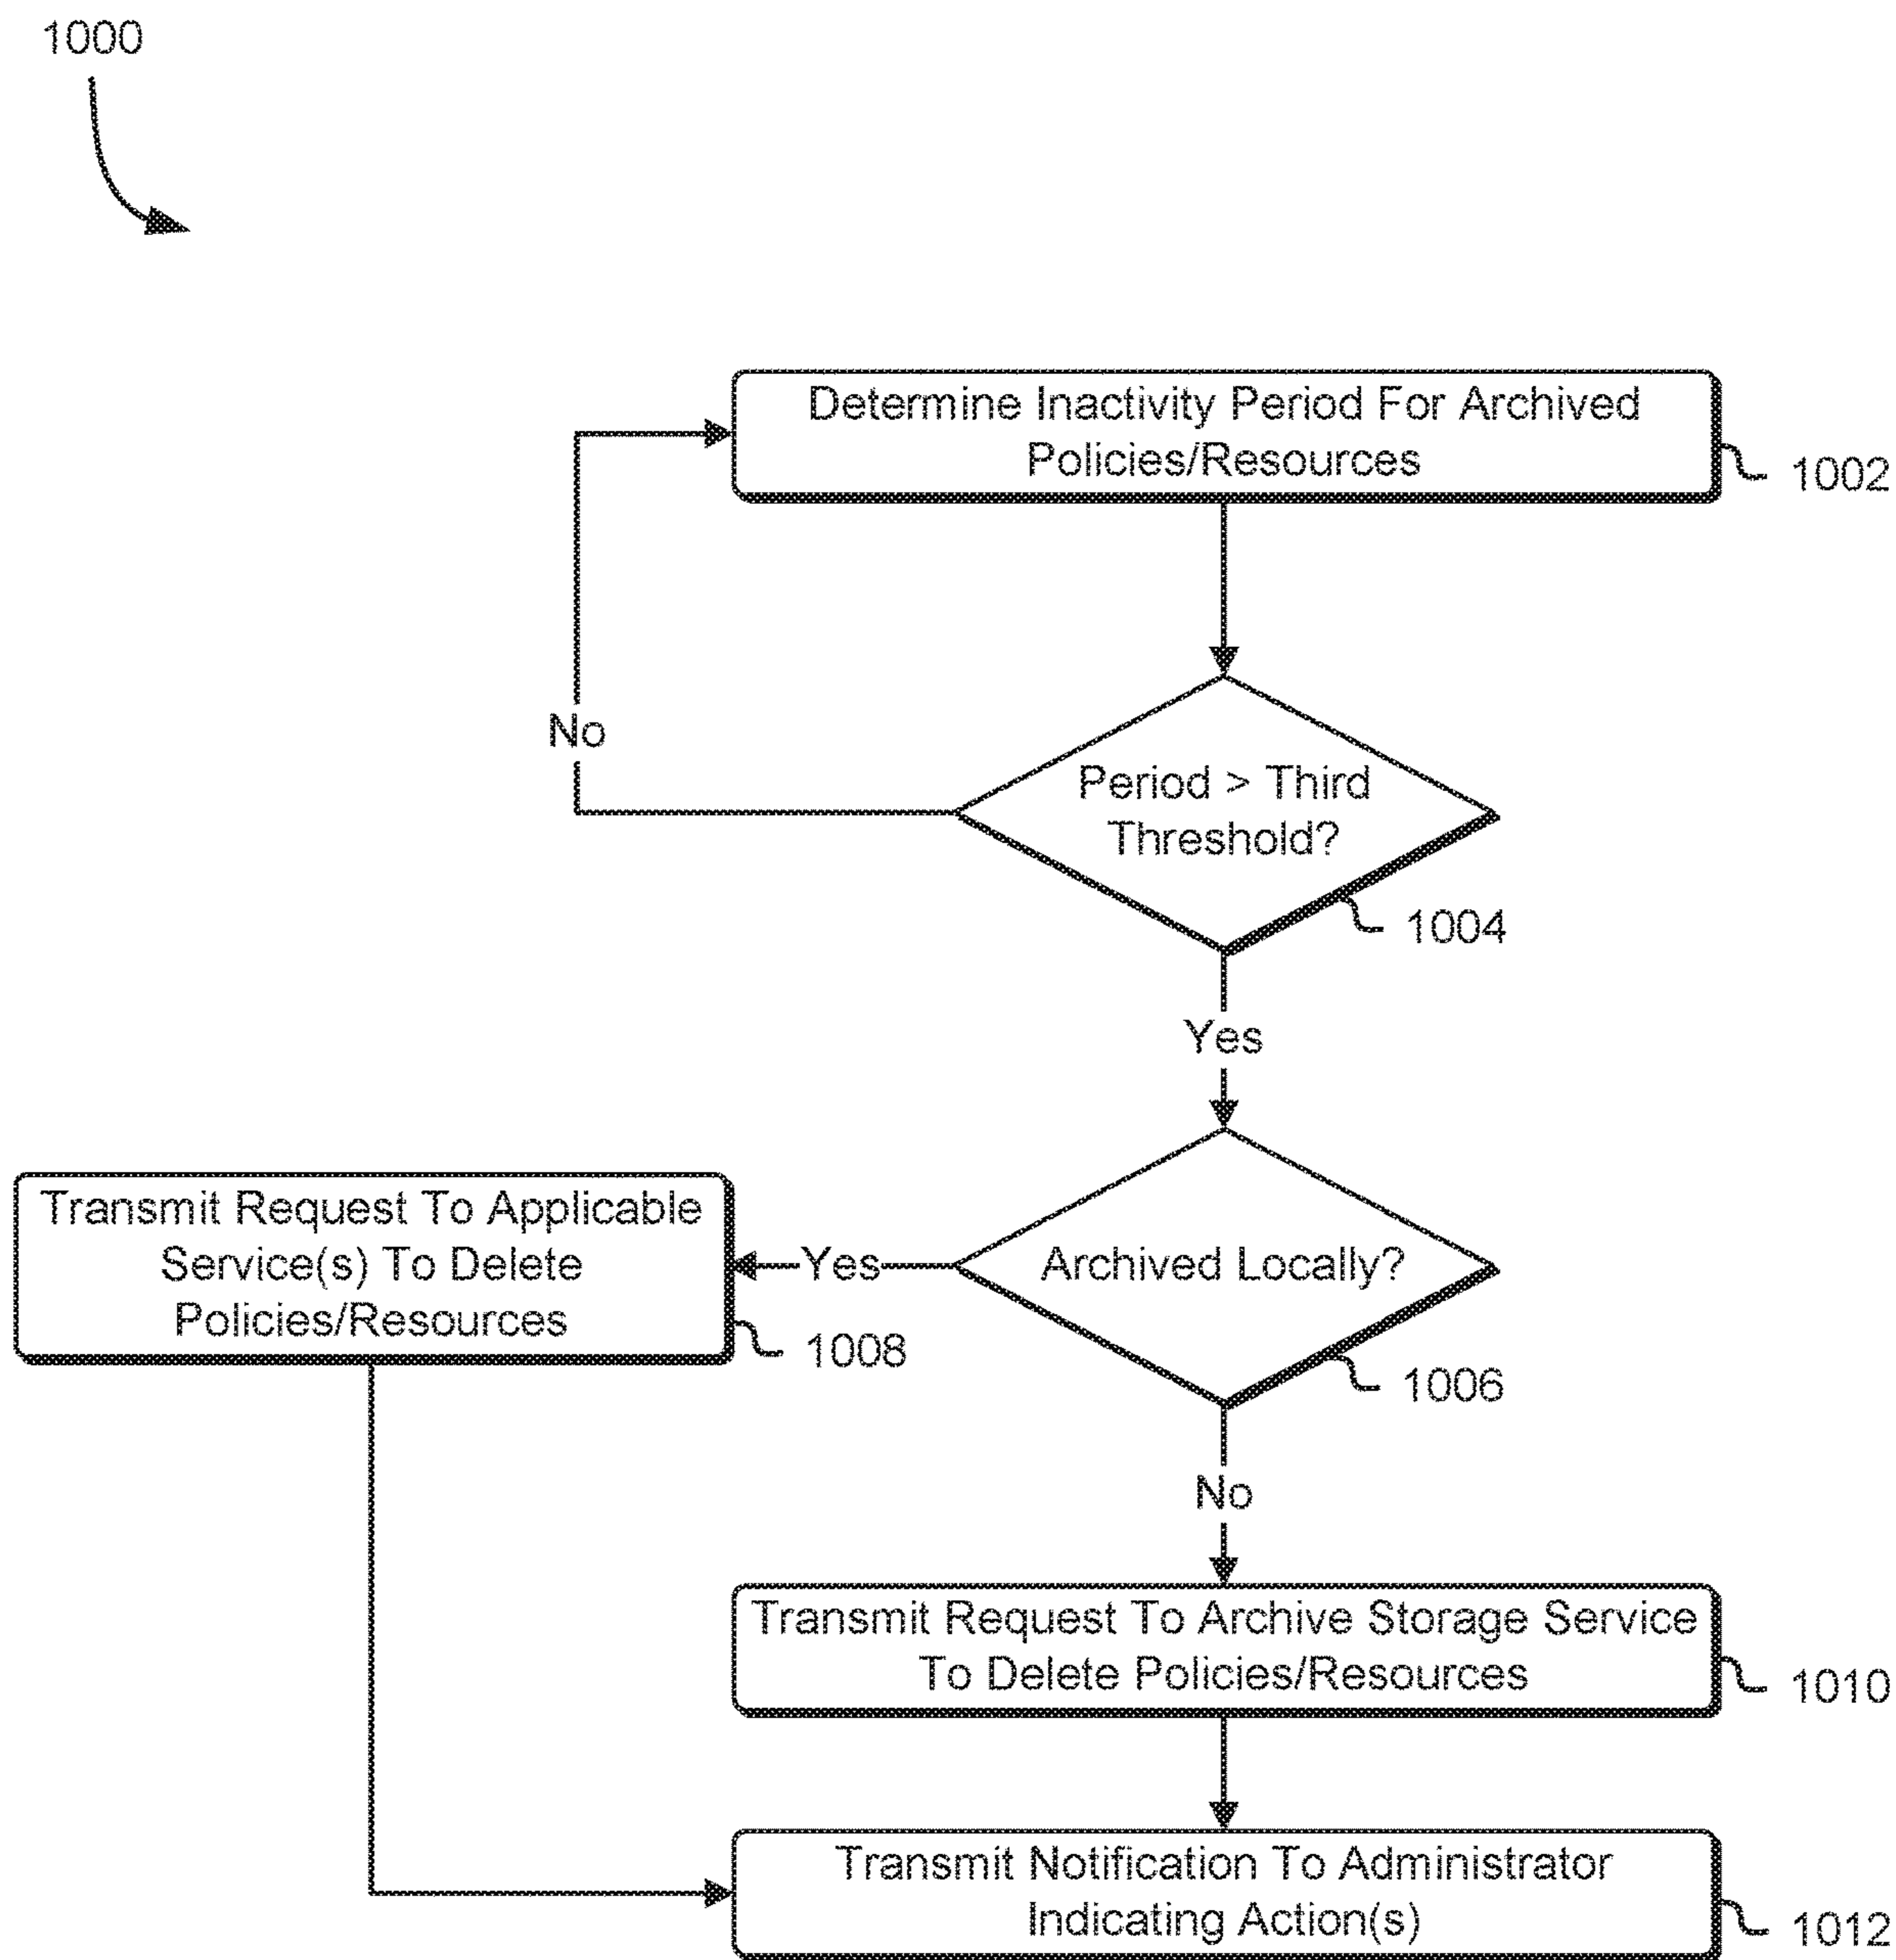 1000
Determine Inactivity Period For Archived
Policies/Resources
1002
No
Period > Third
Threshold?
1004
Yes
Transmit Request To Applicable
Service(s) To Delete
Policies/Resources
1008
Yes
Archived Locally?
1006
No
Transmit Request To Archive Storage Service
To Delete Policies/Resources
1010
Transmit Notification To Administrator
Indicating Action(s)
1012